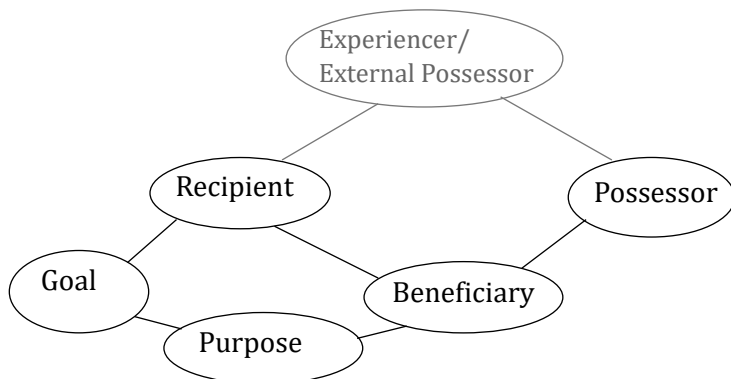 Experiencer/
External Possessor
Recipient
Possessor
Goal
Beneficiary
Purpose